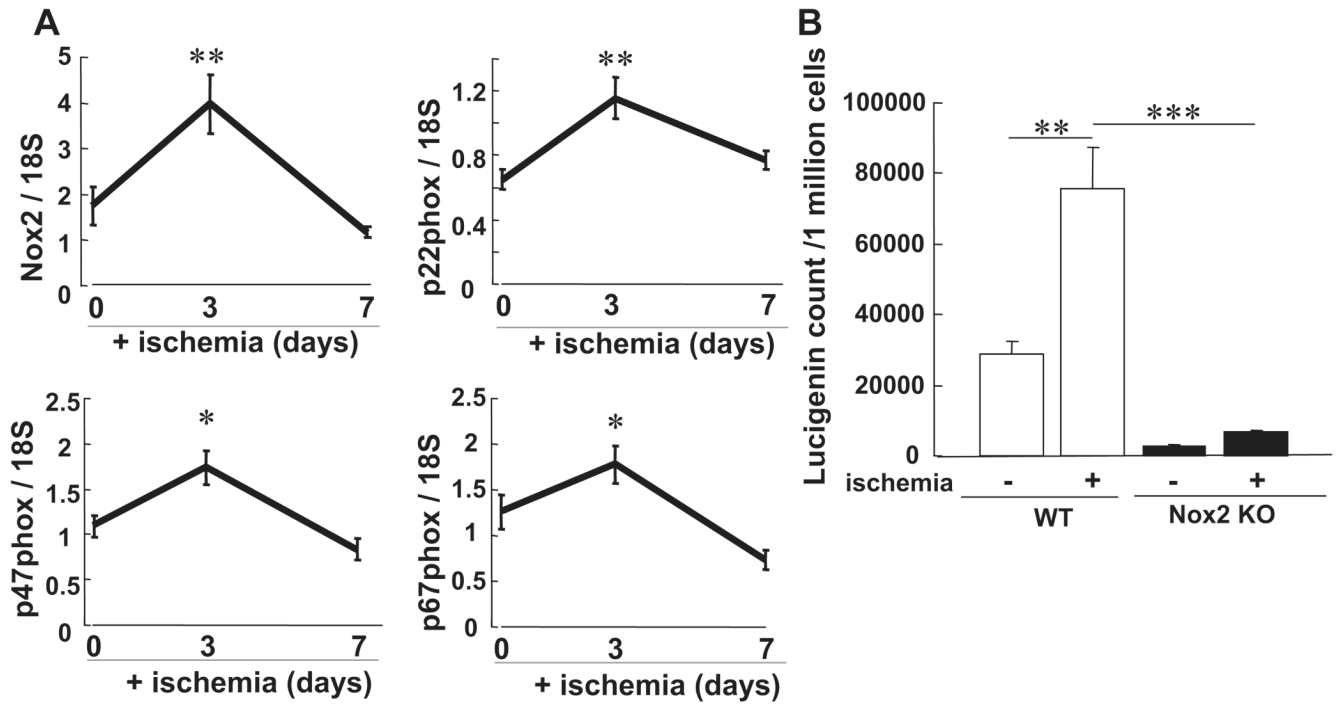 A
Nox2 / 18S
5
4
3
2
1
0
**
0 3 7
+ ischemia (days)
p22phox / 18S
1.2
0.8
0.4
0
**
0 3 7
+ ischemia (days)
p47phox / 18S
2.5
2
1.5
1
0.5
0
*
0 3 7
+ ischemia (days)
p67phox / 18S
2.5
2
1.5
1
0.5
0
*
0 3 7
+ ischemia (days)
B
Lucigenin count /1 million cells
100000
80000
60000
40000
20000
0
** ***
ischemia - + - +
WT Nox2 KO